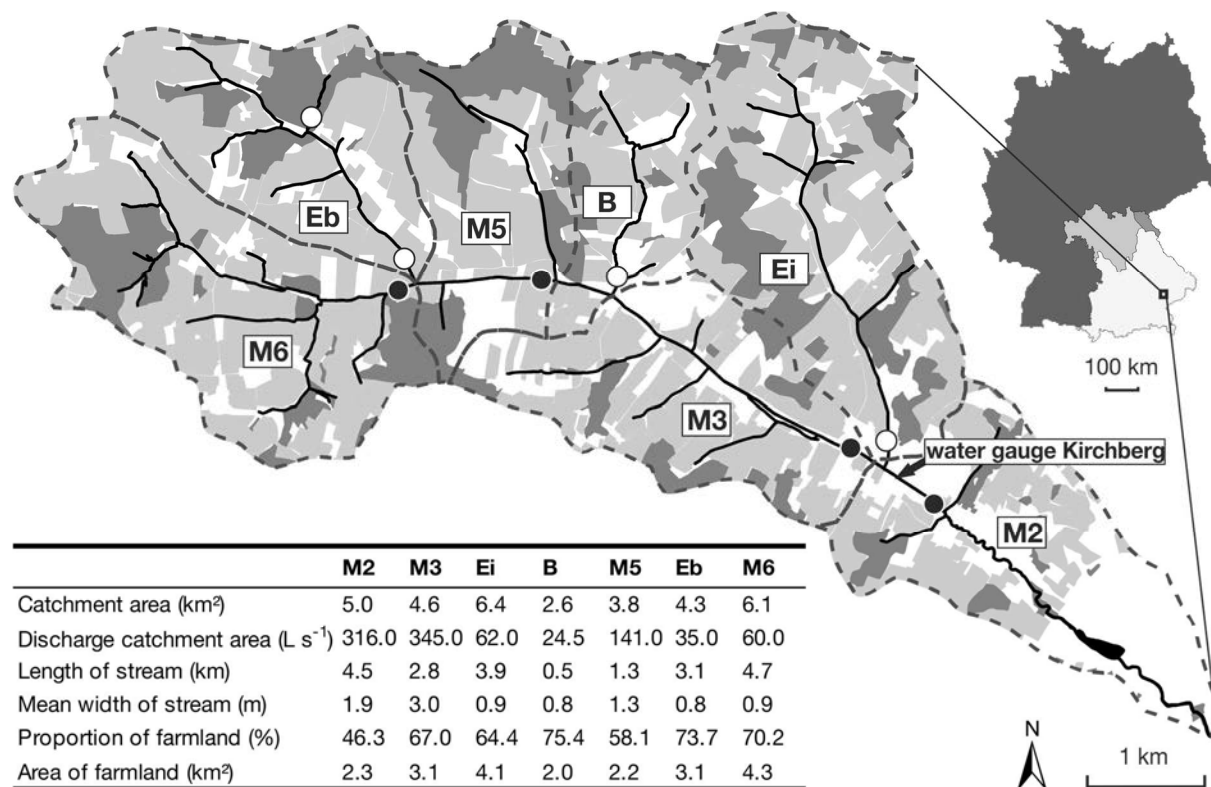 Eb
M5
B
Ei
M6
M3
M2
water gauge Kirchberg
100 km
N
1 km
M2 M3 Ei B M5 Eb M6
Catchment area (km²) 5.0 4.6 6.4 2.6 3.8 4.3 6.1
Discharge catchment area (L s⁻¹) 316.0 345.0 62.0 24.5 141.0 35.0 60.0
Length of stream (km) 4.5 2.8 3.9 0.5 1.3 3.1 4.7
Mean width of stream (m) 1.9 3.0 0.9 0.8 1.3 0.8 0.9
Proportion of farmland (%) 46.3 67.0 64.4 75.4 58.1 73.7 70.2
Area of farmland (km²) 2.3 3.1 4.1 2.0 2.2 3.1 4.3